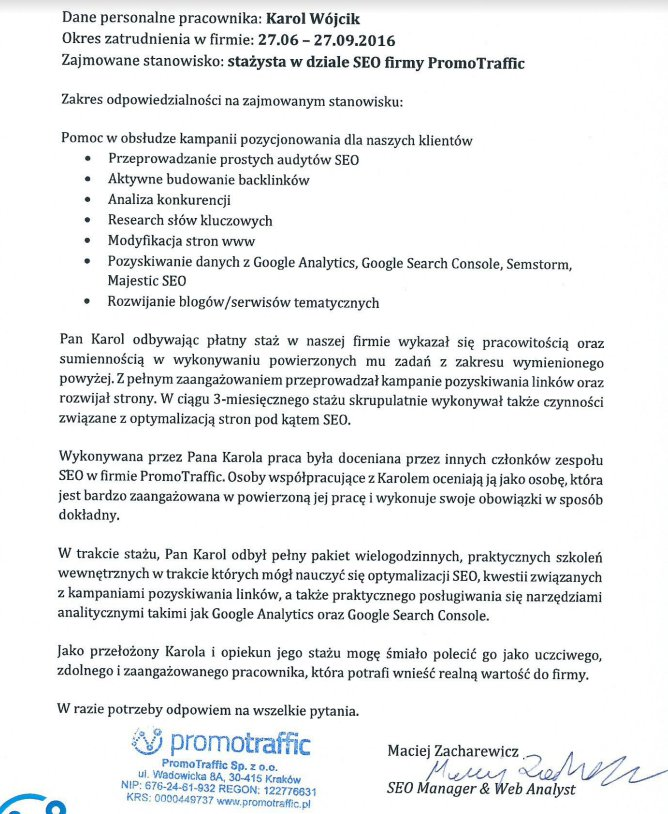 Dane personalne pracownika: Karol Wójcik
Okres zatrudnienia w firmie: 27.06 – 27.09.2016
Zajmowane stanowisko: stażysta w dziale SEO firmy PromoTraffic
Zakres odpowiedzialności na zajmowanym stanowisku:
Pomoc w obsłudze kampanii pozycjonowania dla naszych klientów
• Przeprowadzanie prostych audytów SEO
• Aktywne budowanie backlinków
• Analiza konkurencji
• Research słów kluczowych
• Modyfikacja stron www
• Pozyskiwanie danych z Google Analytics, Google Search Console, Semstorm,
Majestic SEO
• Rozwijanie blogów/serwisów tematycznych
Pan Karol odbywając płatny staż w naszej firmie wykazał się pracowitością oraz
sumiennością w wykonywaniu powierzonych mu zadań z zakresu wymienionego
powyżej. Z pełnym zaangażowaniem przeprowadzał kampanie pozyskiwania linków oraz
rozwijał strony. W ciągu 3-miesięcznego stażu skrupulatnie wykonywał także czynności
związane z optymalizacją stron pod kątem SEO.
Wykonywana przez Pana Karola praca była doceniana przez innych członków zespołu
SEO w firmie PromoTraffic. Osoby współpracujące z Karolem oceniają ją jako osobę, która
jest bardzo zaangażowana w powierzoną jej pracę i wykonuje swoje obowiązki w sposób
dokładny.
W trakcie stażu, Pan Karol odbył pełny pakiet wielogodzinnych, praktycznych szkoleń
wewnętrznych w trakcie których mógł nauczyć się optymalizacji SEO, kwestii związanych
z kampaniami pozyskiwania linków, a także praktycznego posługiwania się narzędziami
analitycznymi takimi jak Google Analytics oraz Google Search Console.
Jako przełożony Karola i opiekun jego stażu mogę śmiało polecić go jako uczciwego,
zdolnego i zaangażowanego pracownika, która potrafi wnieść realną wartość do firmy.
W razie potrzeby odpowiem na wszelkie pytania.
promotraffic
PromoTraffic Sp. z o.o.
ul. Wadowicka 8A, 30-415 Kraków
NIP: 676-24-61-932 REGON: 122776631
KRS: 0000449737 www.promotraffic.pl
Maciej Zacharewicz
SEO Manager & Web Analyst